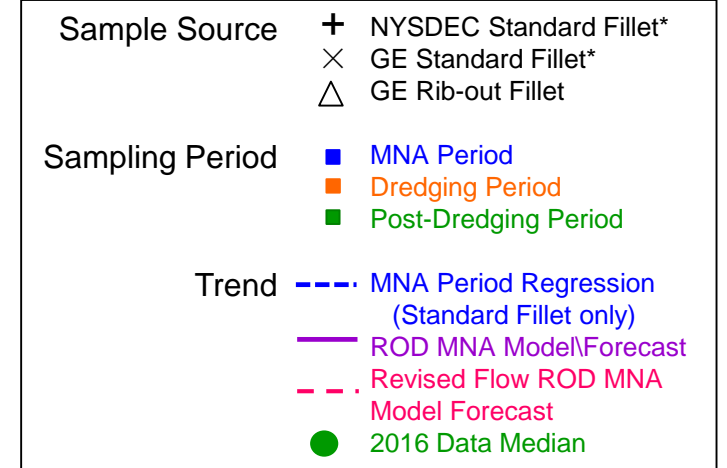 Sample Source + NYSDEC Standard Fillet*
× GE Standard Fillet*
△ GE Rib-out Fillet
Sampling Period MNA Period
Dredging Period
Post-Dredging Period
Trend MNA Period Regression
(Standard Fillet only)
ROD MNA Model\Forecast
Revised Flow ROD MNA
Model Forecast
2016 Data Median